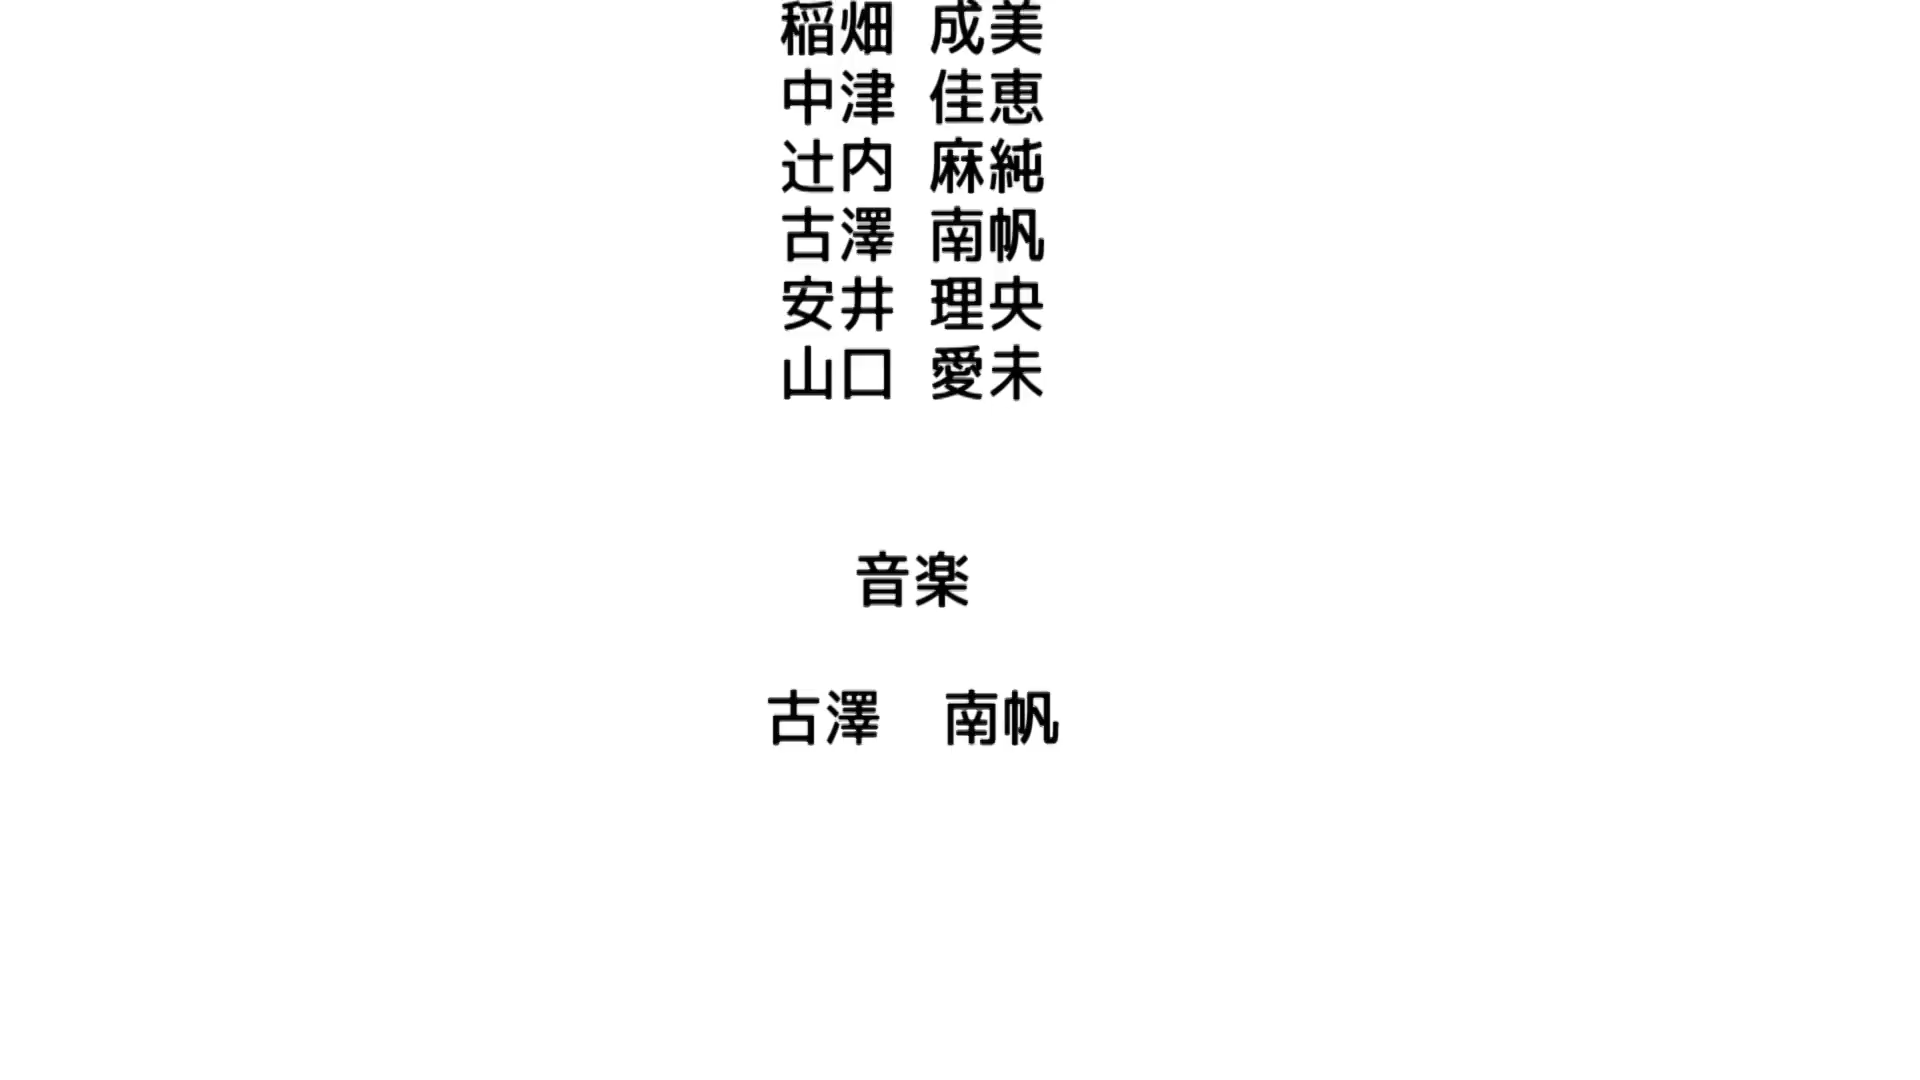 稲畑 成美
中津 佳恵
辻内 麻純
古澤 南帆
安井 理央
山口 愛未
音楽
古澤　南帆